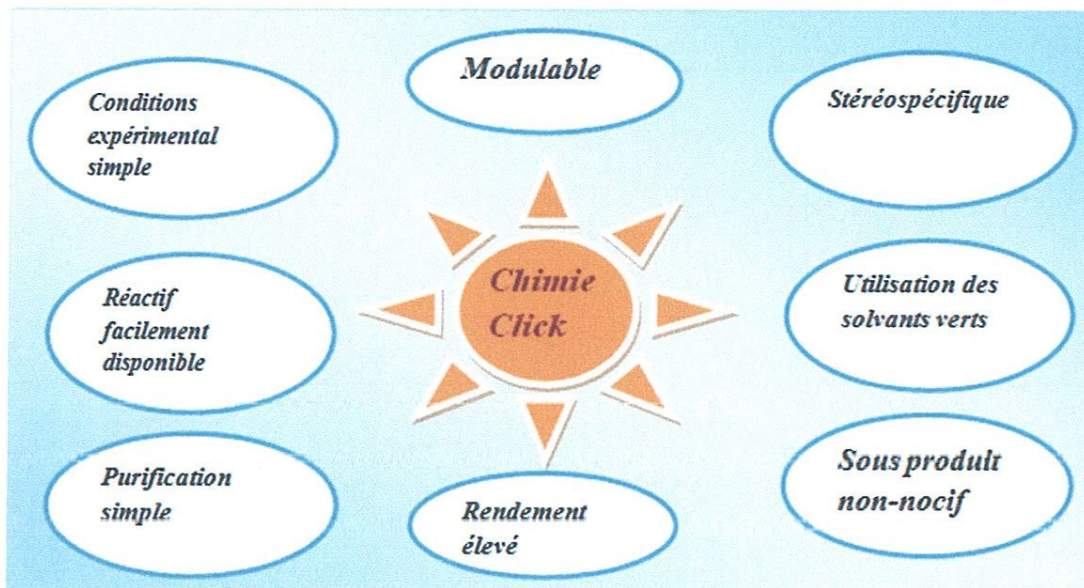 Modulable
Conditions
expérimental
simple
Stéréospécifique
Chimie
Click
Réactif
facilement
disponible
Utilisation des
solvants verts
Purification
simple
Rendement
élevé
Sous produit
non-nocif